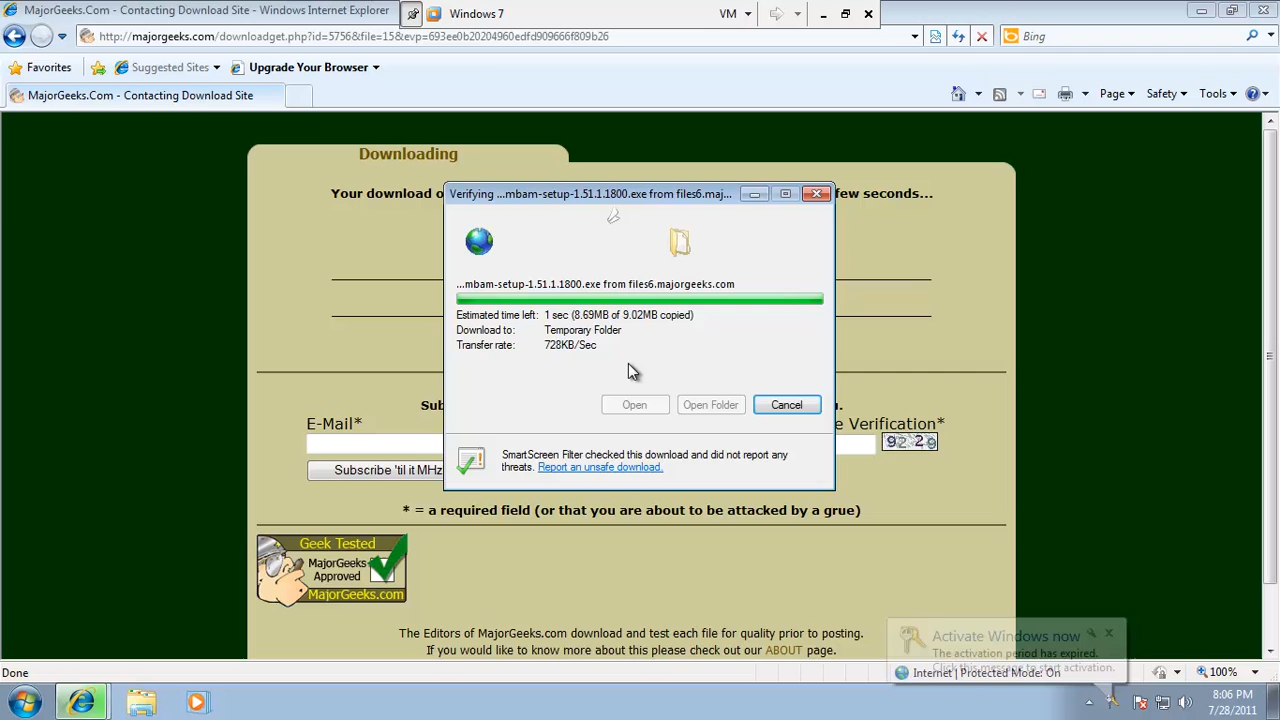 MajorGeeks.Com - Contacting Download Site - Windows Internet Explorer
Windows 7
VM
http://majorgeeks.com/downloadget.php?id=5756&file=15&evp=693ee0b20204960edfd909666f809b26
Bing
Favorites
Suggested Sites
Upgrade Your Browser
MajorGeeks.Com - Contacting Download Site
Page
Safety
Tools
Downloading
Your download o
few seconds...
Verifying ...mbam-setup-1.51.1.1800.exe from files6.maj...
...mbam-setup-1.51.1.1800.exe from files6.majorgeeks.com
Estimated time left: 1 sec (8.69MB of 9.02MB copied)
Download to: Temporary Folder
Transfer rate: 728KB/Sec
Open
Open Folder
Cancel
SmartScreen Filter checked this download and did not report any
threats. Report an unsafe download.
Sub
u.
E-Mail*
e Verification*
92 29
Subscribe 'til it MHz
* = a required field (or that you are about to be attacked by a grue)
Geek Tested
MajorGeeks
Approved
MajorGeeks.com
The Editors of MajorGeeks.com download and test each file for quality prior to posting.
If you would like to know more about this please check out our ABOUT page.
Activate Windows now
The activation period has expired.
Click this message to start activation.
Done
Internet | Protected Mode: On
100%
8:06 PM
7/28/2011